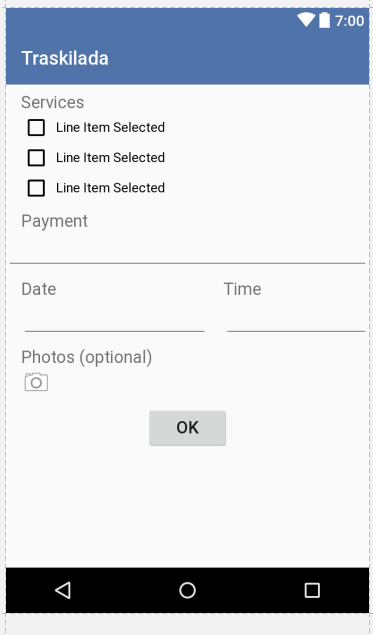 7:00
Traskilada
Services
Line Item Selected
Line Item Selected
Line Item Selected
Payment
Date Time
Photos (optional)
OK